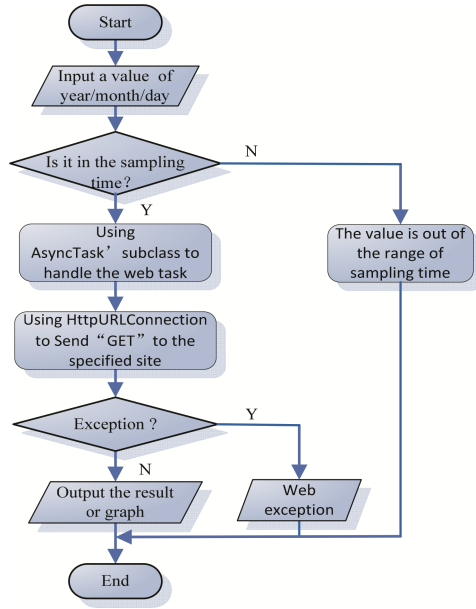 Start
Input a value of
year/month/day
Is it in the sampling
time?
N
Y
Using
AsyncTask’ subclass to
handle the web task
The value is out of
the range of
sampling time
Using HttpURLConnection
to Send “GET” to the
specified site
Exception ?
Y
N
Output the result
or graph
Web
exception
End